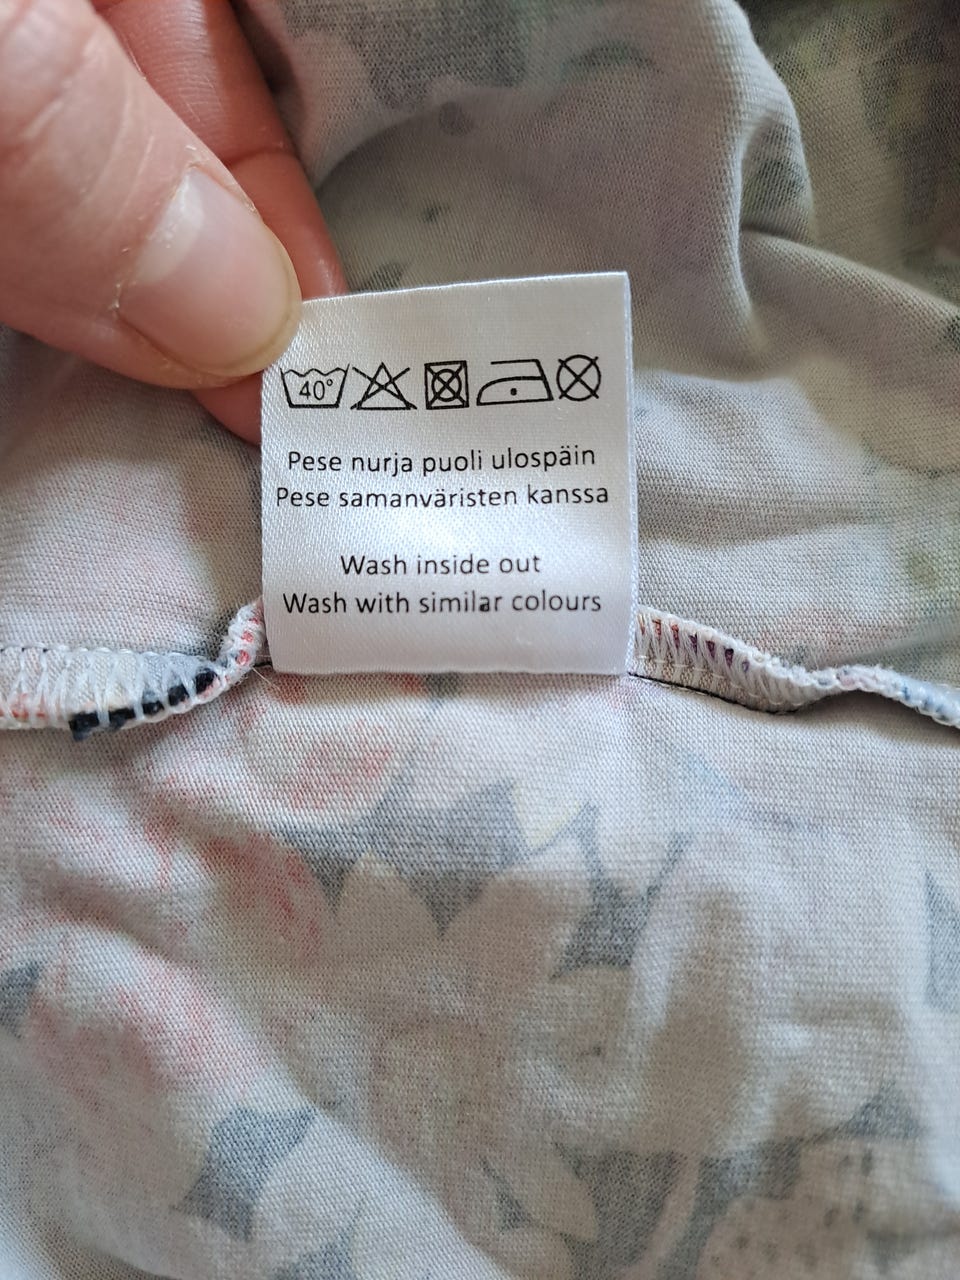 40°
Pese nurja puoli ulospäin
Pese samanväristen kanssa
Wash inside out
Wash with similar colours